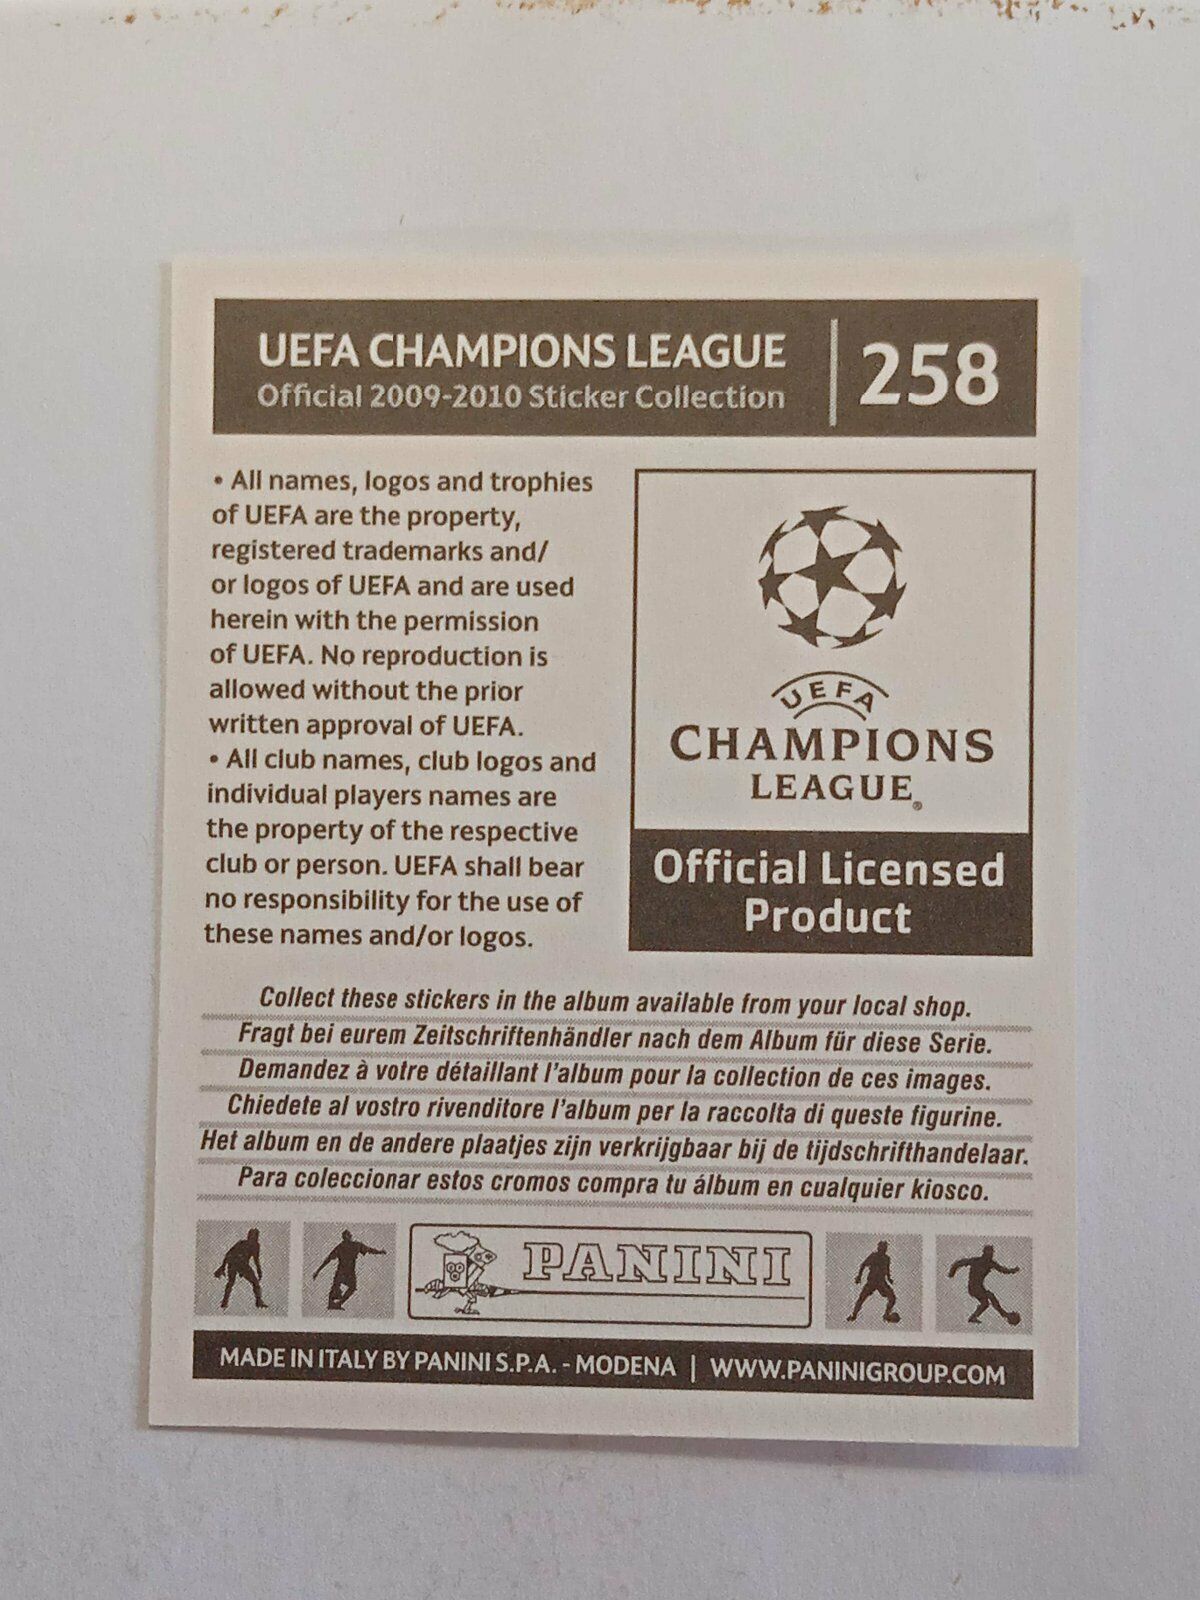 UEFA CHAMPIONS LEAGUE
Official 2009-2010 Sticker Collection
258
• All names, logos and trophies
of UEFA are the property,
registered trademarks and/
or logos of UEFA and are used
herein with the permission
of UEFA. No reproduction is
allowed without the prior
written approval of UEFA.
• All club names, club logos and
individual players names are
the property of the respective
club or person. UEFA shall bear
no responsibility for the use of
these names and/or logos.
UEFA
CHAMPIONS
LEAGUE®
Official Licensed
Product
Collect these stickers in the album available from your local shop.
Fragt bei eurem Zeitschriftenhändler nach dem Album für diese Serie.
Demandez à votre détaillant l'album pour la collection de ces images.
Chiedete al vostro rivenditore l'album per la raccolta di queste figurine.
Het album en de andere plaatjes zijn verkrijgbaar bij de tijdschrifthandelaar.
Para coleccionar estos cromos compra tu álbum en cualquier kiosco.
PANINI
MADE IN ITALY BY PANINI S.P.A. - MODENA | WWW.PANINIGROUP.COM